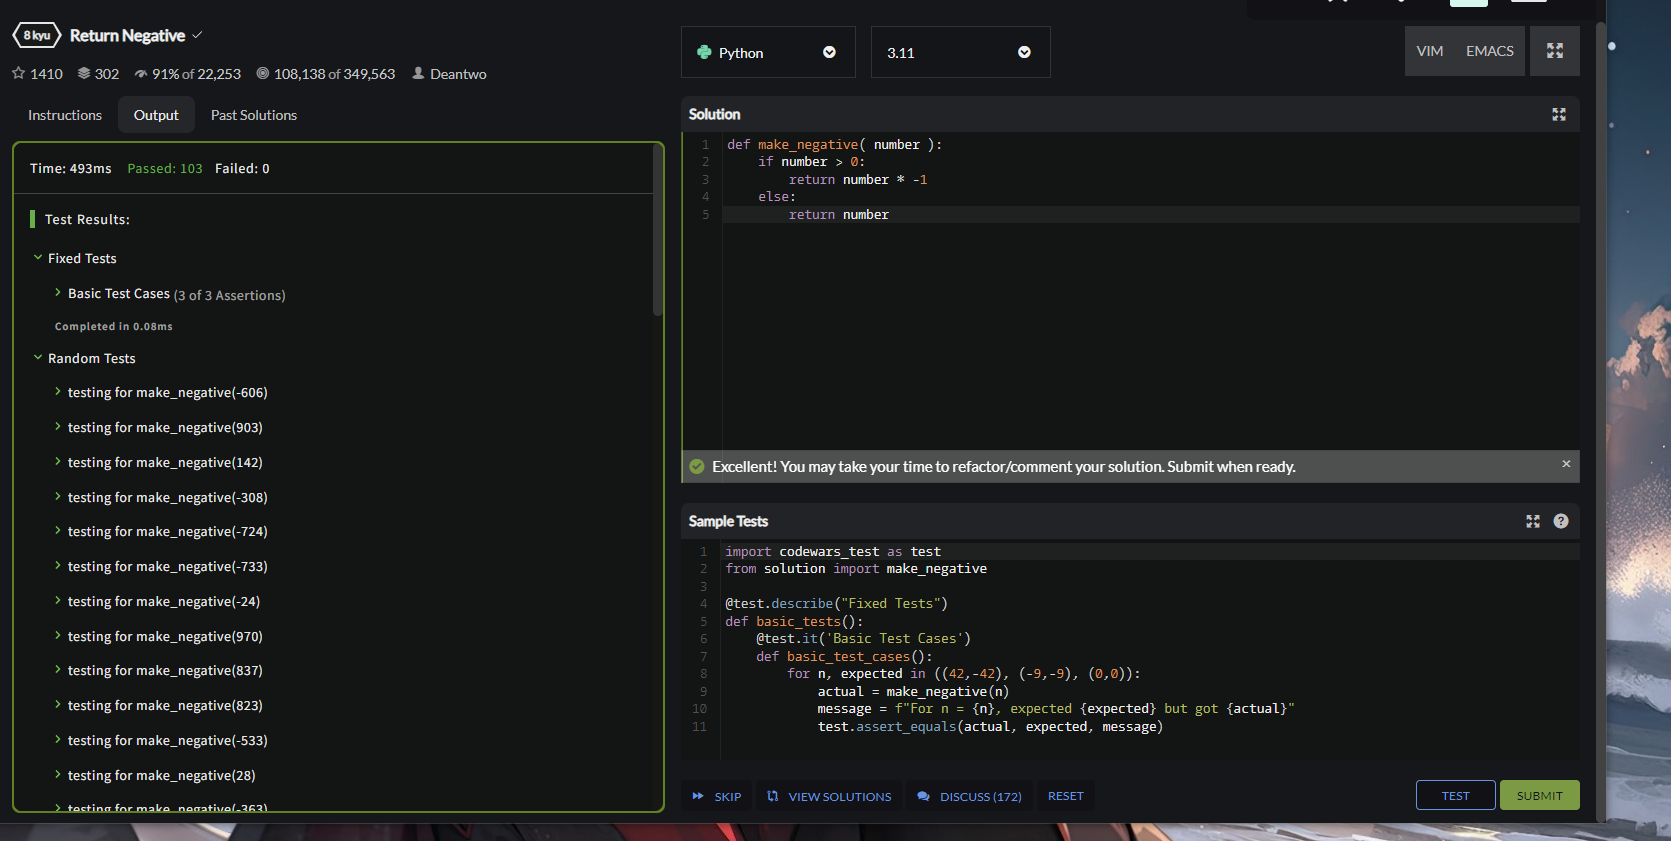 8 kyu Return Negative
1410 302 91% of 22,253 108,138 of 349,563 Deantwo
Instructions Output Past Solutions
Time: 493ms Passed: 103 Failed: 0
Test Results:
Fixed Tests
Basic Test Cases (3 of 3 Assertions)
Completed in 0.08ms
Random Tests
testing for make_negative(-606)
testing for make_negative(903)
testing for make_negative(142)
testing for make_negative(-308)
testing for make_negative(-724)
testing for make_negative(-733)
testing for make_negative(-24)
testing for make_negative(970)
testing for make_negative(837)
testing for make_negative(823)
testing for make_negative(-533)
testing for make_negative(28)
testing for make_negative(-363)
Python 3.11 VIM EMACS
Solution
1 def make_negative( number ):
2     if number > 0:
3         return number * -1
4     else:
5         return number
Excellent! You may take your time to refactor/comment your solution. Submit when ready.
Sample Tests
1 import codewars_test as test
2 from solution import make_negative
3
4 @test.describe("Fixed Tests")
5 def basic_tests():
6     @test.it('Basic Test Cases')
7     def basic_test_cases():
8         for n, expected in ((42,-42), (-9,-9), (0,0)):
9             actual = make_negative(n)
10             message = f"For n = {n}, expected {expected} but got {actual}"
11             test.assert_equals(actual, expected, message)
SKIP VIEW SOLUTIONS DISCUSS (172) RESET TEST SUBMIT